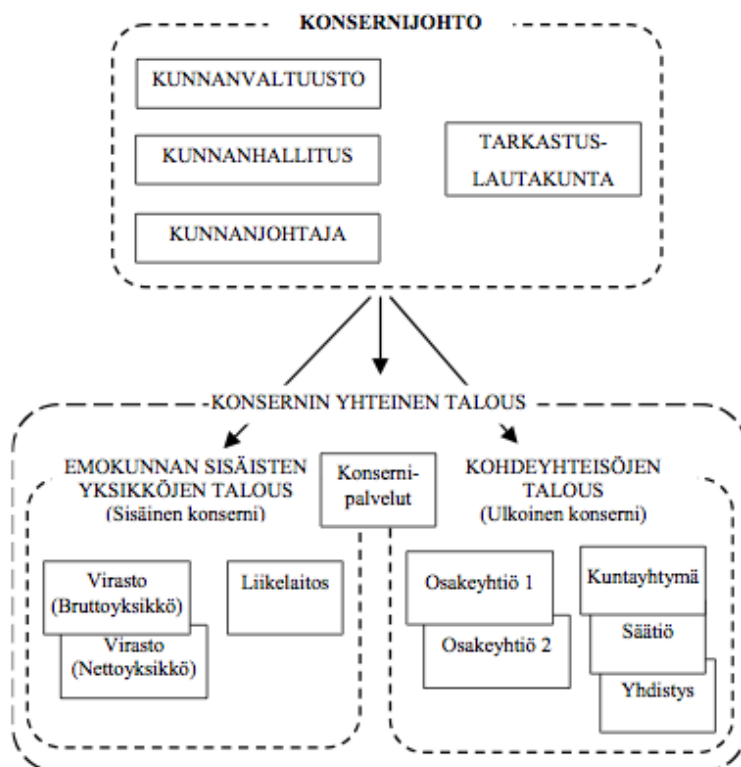 KONSERNIJOHTO
KUNNANVALTUUSTO
KUNNANHALLITUS
KUNNANJOHTAJA
TARKASTUS-
LAUTAKUNTA
KONSERNIN YHTEINEN TALOUS
EMOKUNNAN SISÄISTEN
YKSIKKÖJEN TALOUS
(Sisäinen konserni)
Konserni-
palvelut
KOHDEYHTEISÖJEN
TALOUS
(Ulkoinen konserni)
Virasto
(Bruttoyksikkö)
Virasto
(Nettoyksikkö)
Liikelaitos
Osakeyhtiö 1
Osakeyhtiö 2
Kuntayhtymä
Säätiö
Yhdistys